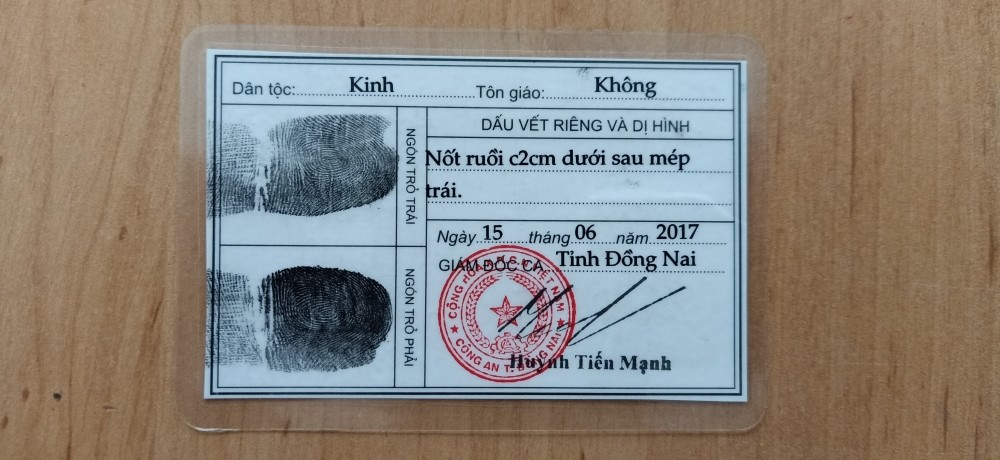 Dân tộc: Kinh Tôn giáo: Không
NGÓN TRỎ TRÁI
DẤU VẾT RIÊNG VÀ DỊ HÌNH
Nốt ruồi c2cm dưới sau mép
trái.
NGÓN TRỎ PHẢI
Ngày 15 tháng 06 năm 2017
GIÁM ĐỐC CA Tỉnh Đồng Nai
CÔNG AN T. ĐỒNG NAI
Huỳnh Tiến Mạnh